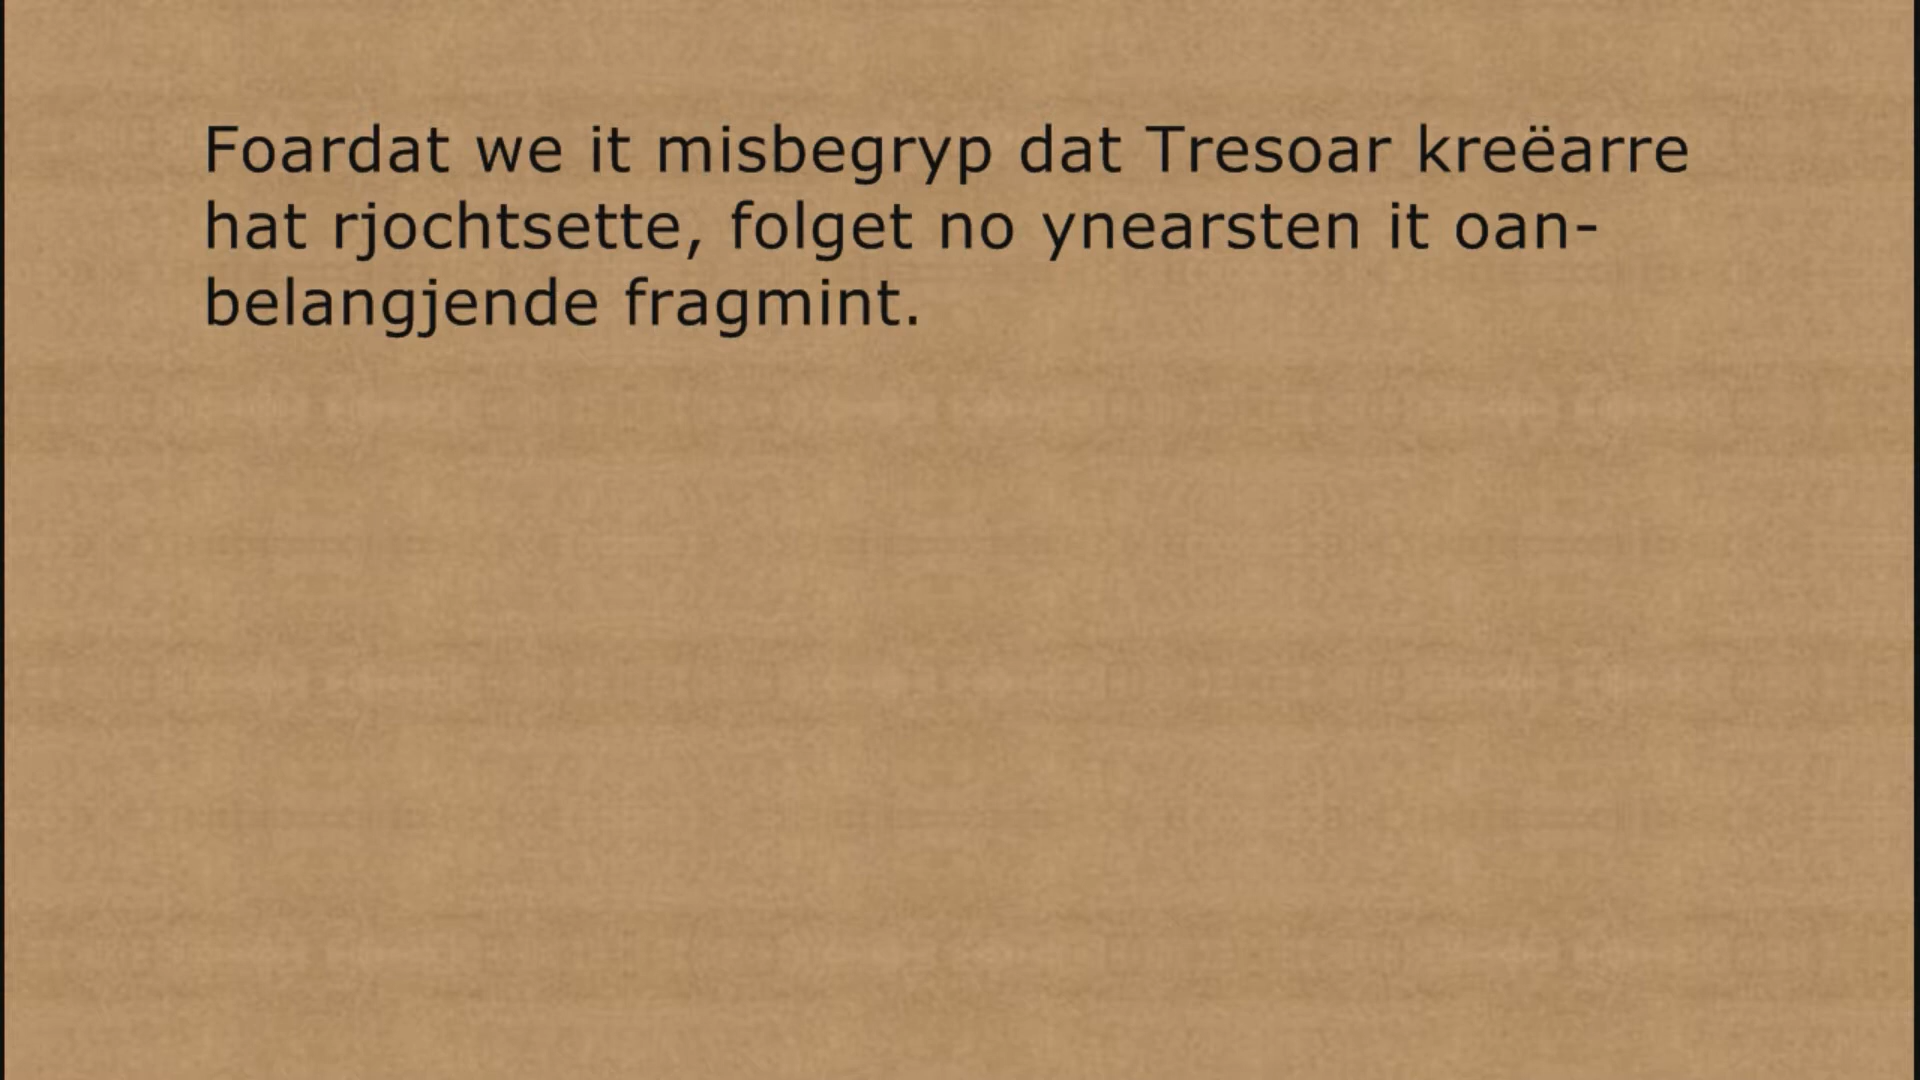 Foardat we it misbegryp dat Tresoar kreëarre
hat rjochtsette, folget no ynearsten it oan-
belangjende fragmint.